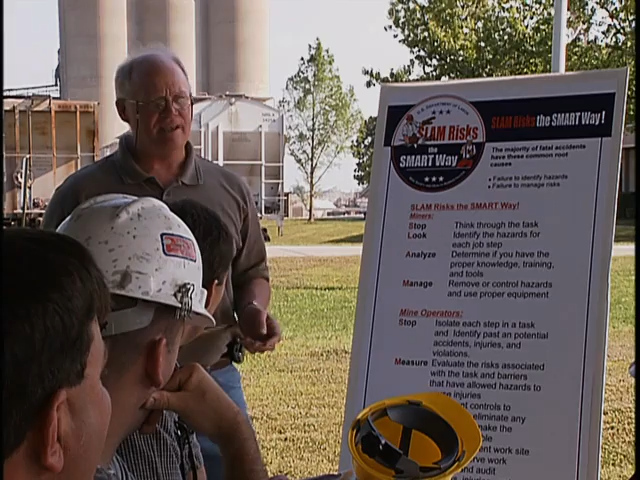 U.S. Department of Labor
SLAM Risks
the
SMART Way
SLAM Risks the SMART Way!
The majority of fatal accidents
have these common root
causes
• Failure to identify hazards
• Failure to manage risks
SLAM Risks the SMART Way!
Miners:
Stop Think through the task
Look Identify the hazards for
each job step
Analyze Determine if you have the
proper knowledge, training,
and tools
Manage Remove or control hazards
and use proper equipment
Mine Operators:
Stop Isolate each step in a task
and Identify past an potential
accidents, injuries, and
violations.
Measure Evaluate the risks associated
with the task and barriers
that have allowed hazards to
injuries
controls to
eliminate any
work site
work
audit